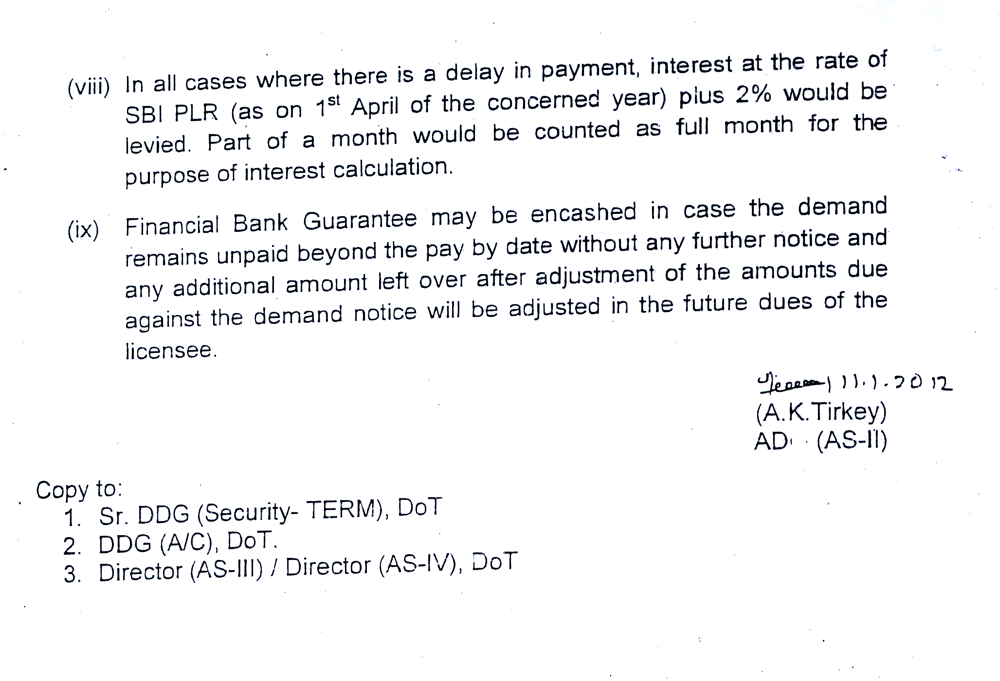 (viii) In all cases where there is a delay in payment, interest at the rate of
SBI PLR (as on 1st April of the concerned year) plus 2% would be
levied. Part of a month would be counted as full month for the
purpose of interest calculation.
(ix) Financial Bank Guarantee may be encashed in case the demand
remains unpaid beyond the pay by date without any further notice and
any additional amount left over after adjustment of the amounts due
against the demand notice will be adjusted in the future dues of the
licensee.
11.1.2012
(A.K.Tirkey)
AD (AS-II)
Copy to:
1. Sr. DDG (Security- TERM), DoT
2. DDG (A/C), DoT.
3. Director (AS-III) / Director (AS-IV), DoT